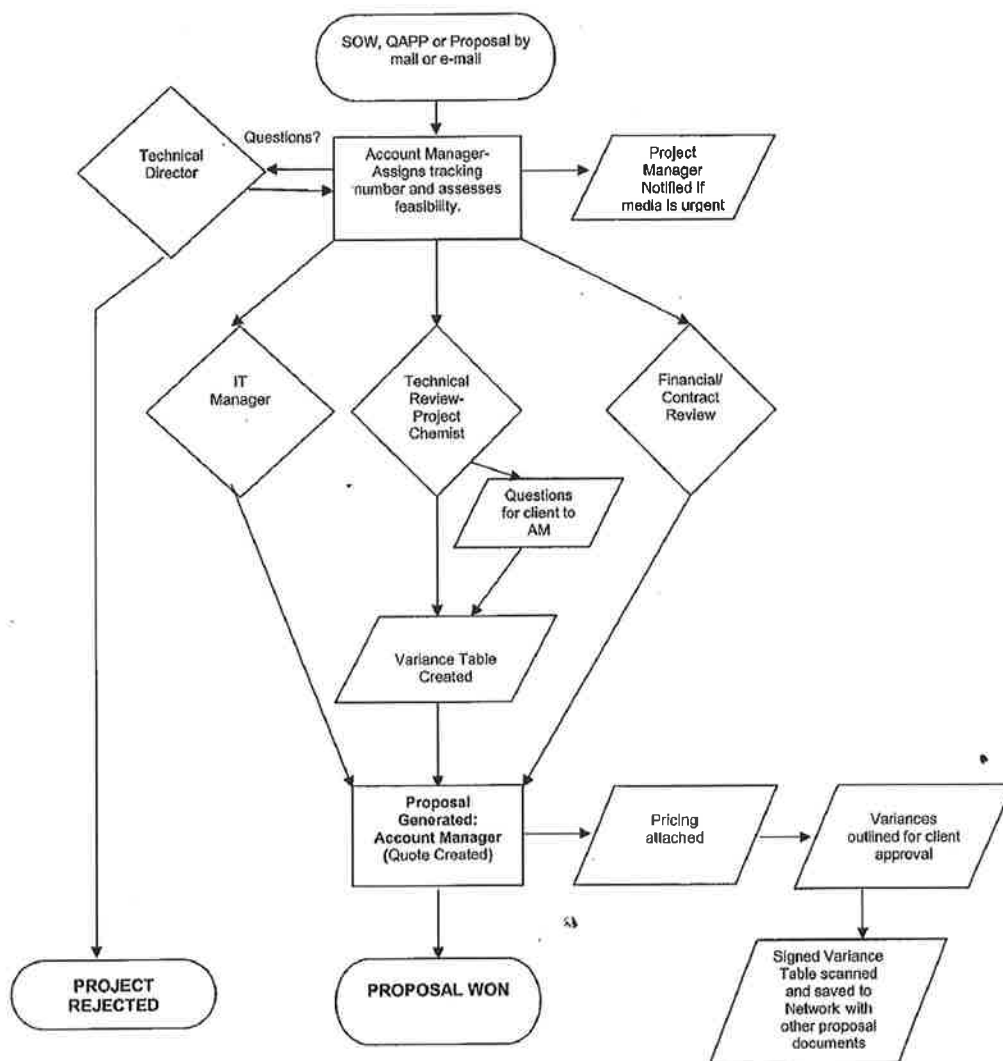 SOW, QAPP or Proposal by
mail or e-mail
Questions?
Technical
Director
Account Manager-
Assigns tracking
number and assesses
feasibility.
Project
Manager
Notified if
media is urgent
IT
Manager
Technical
Review-
Project
Chemist
Financial/
Contract
Review
Questions
for client to
AM
Variance Table
Created
Proposal
Generated:
Account Manager
(Quote Created)
Pricing
attached
Variances
outlined for client
approval
PROJECT
REJECTED
PROPOSAL WON
Signed Variance
Table scanned
and saved to
Network with
other proposal
documents